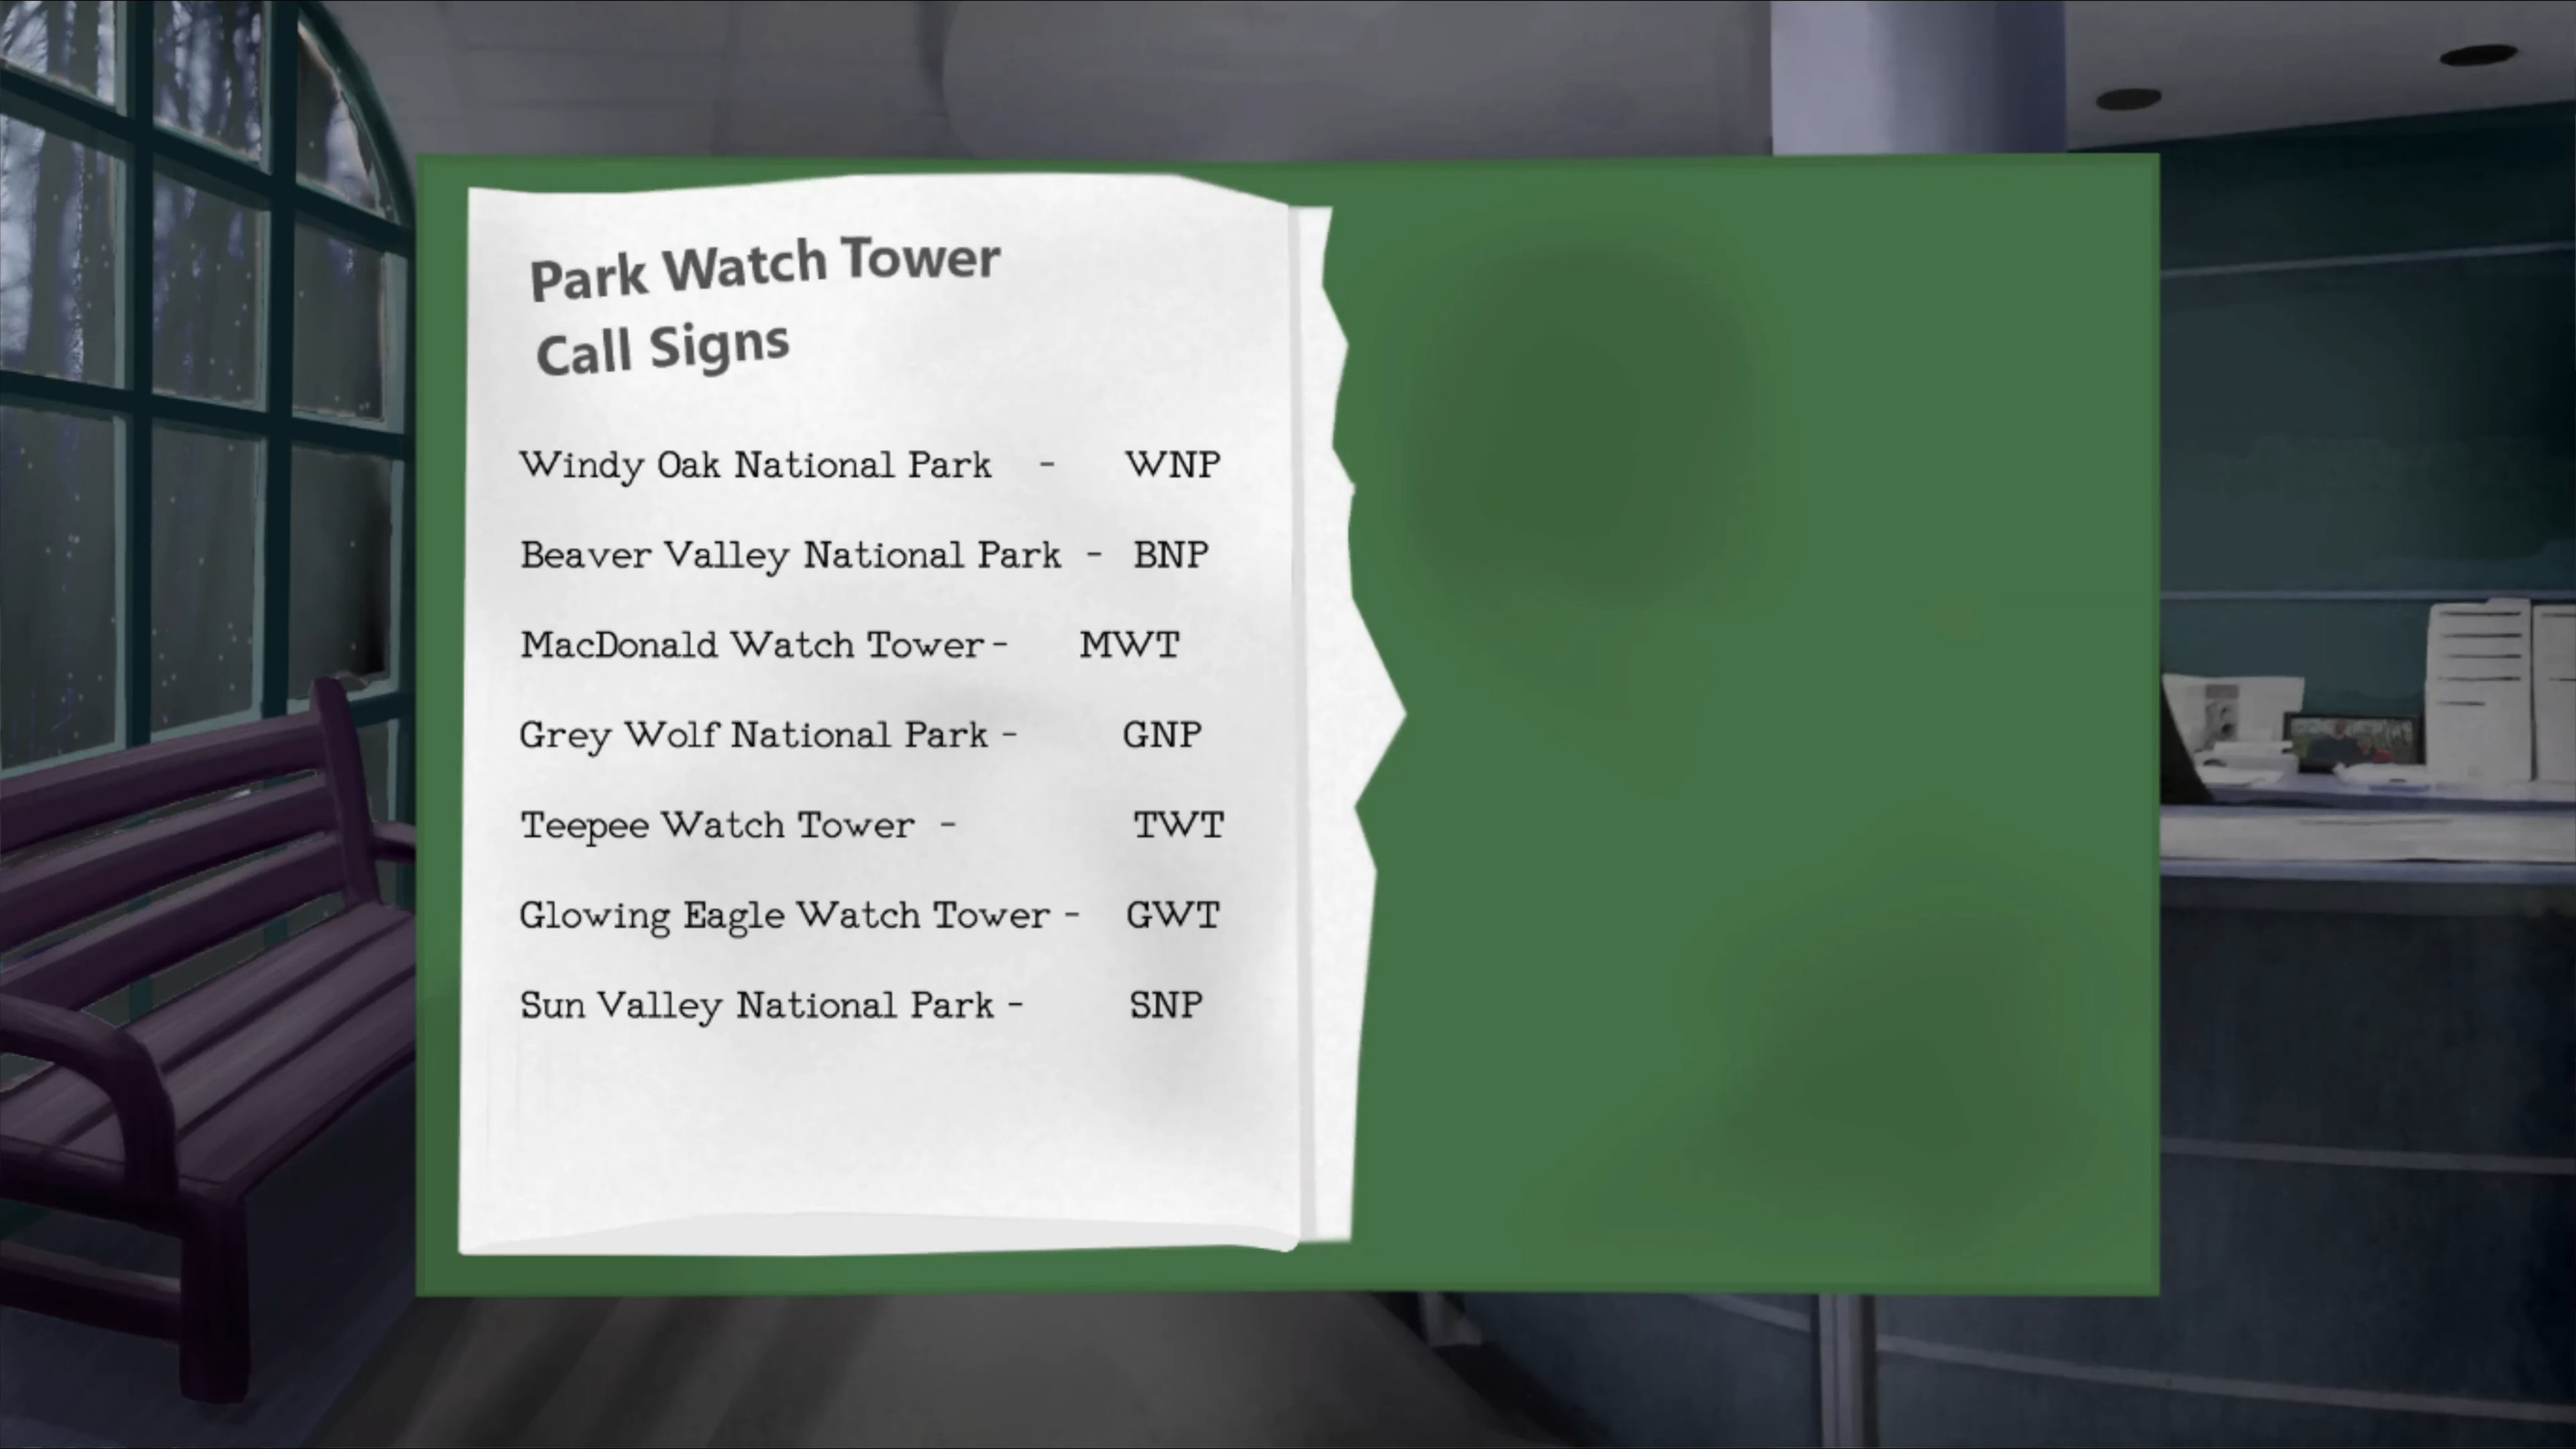 Park Watch Tower
Call Signs
Windy Oak National Park - WNP
Beaver Valley National Park - BNP
MacDonald Watch Tower - MWT
Grey Wolf National Park - GNP
Teepee Watch Tower - TWT
Glowing Eagle Watch Tower - GWT
Sun Valley National Park - SNP